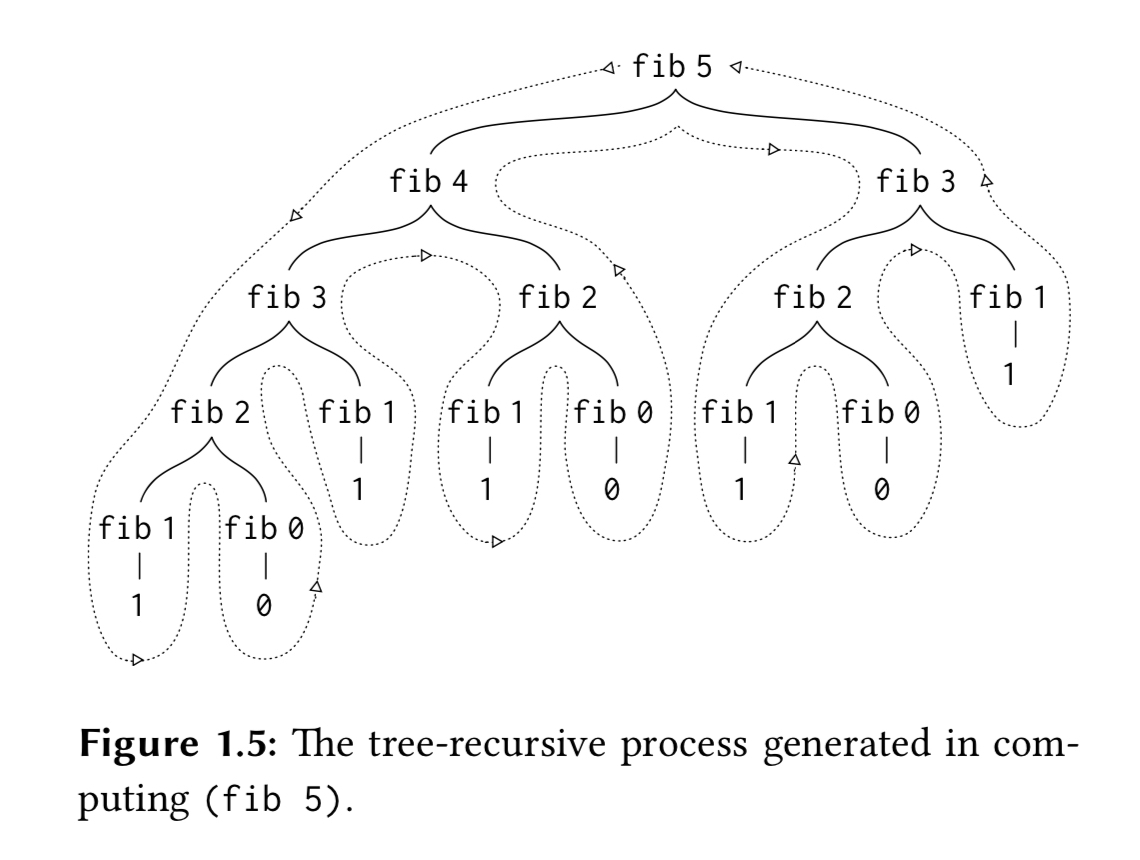 fib 5
fib 4 fib 3
fib 3 fib 2 fib 2 fib 1
1
fib 2 fib 1 fib 1 fib 0 fib 1 fib 0
1 1 0 1 0
fib 1 fib 0
1 0
Figure 1.5: The tree-recursive process generated in com-
puting (fib 5).